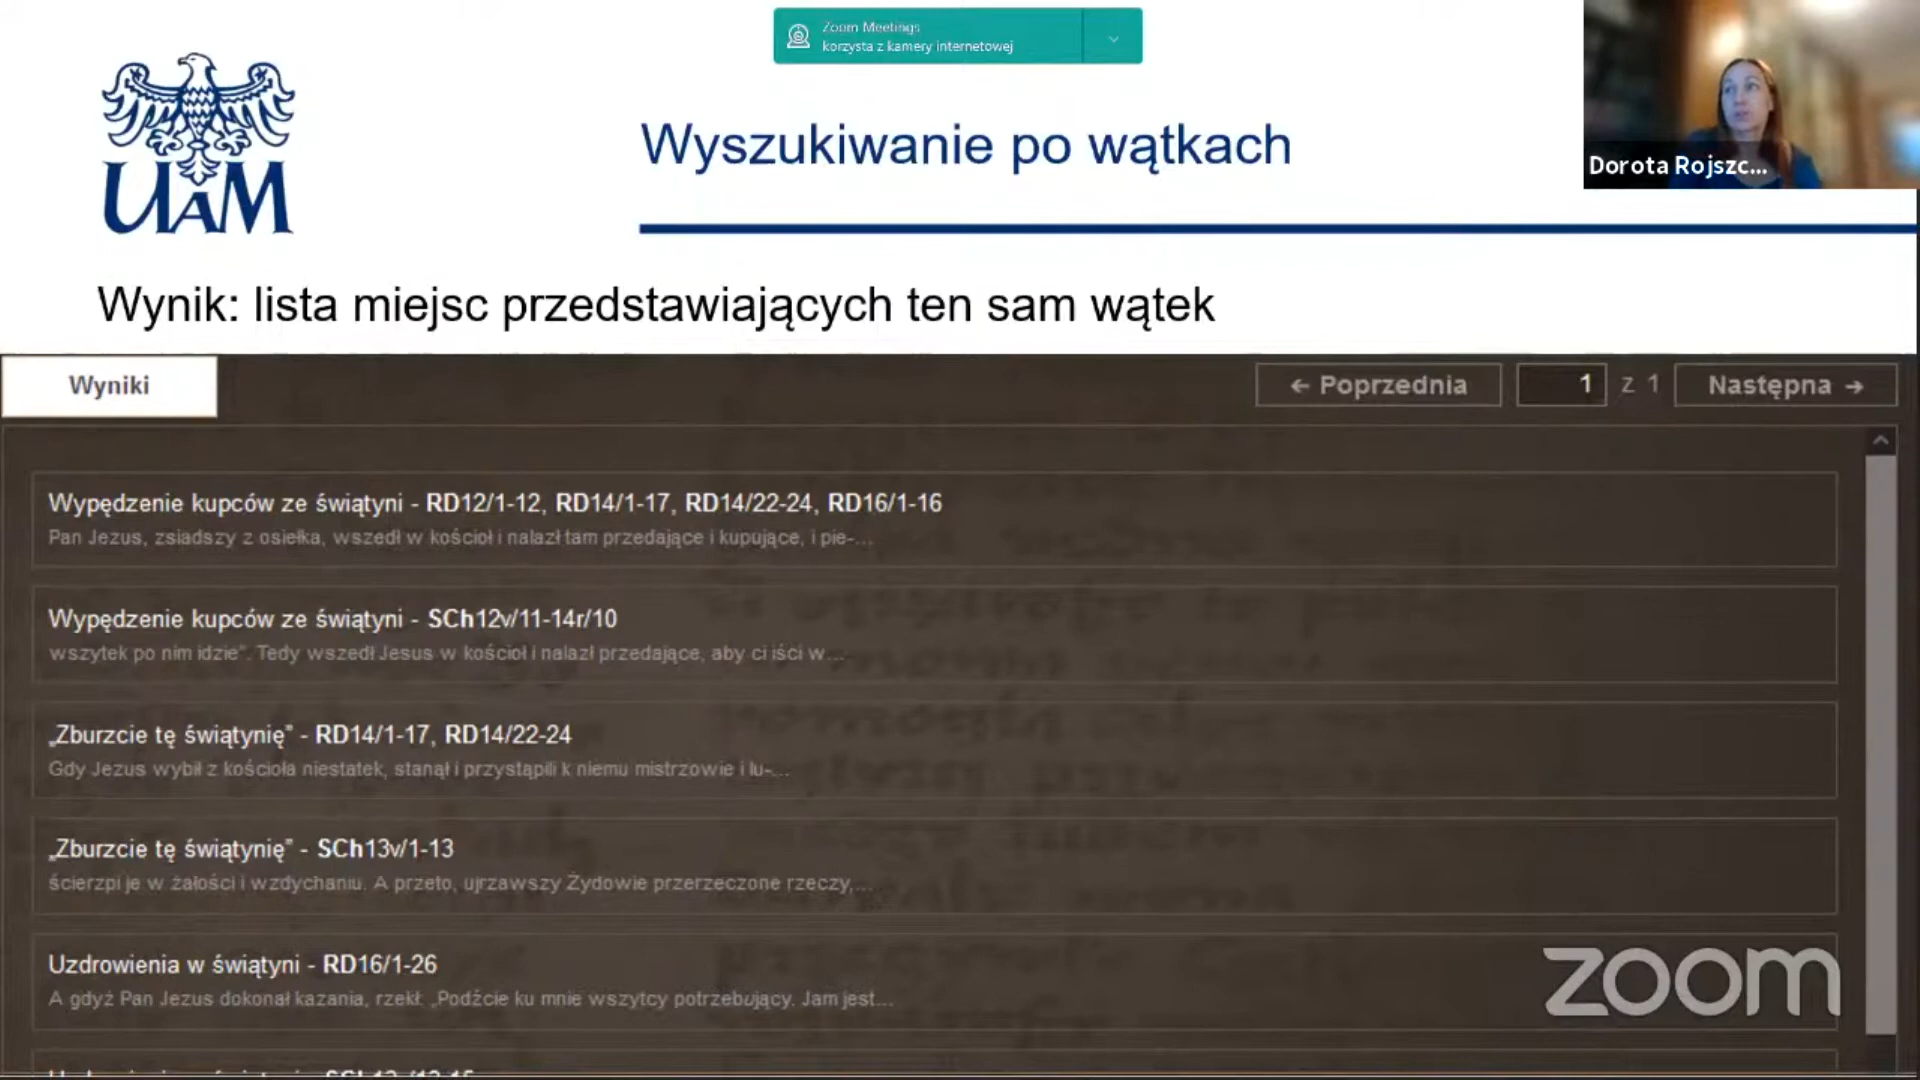 Zoom Meetings
korzysta z kamery internetowej
UAM
Wyszukiwanie po wątkach
Dorota Rojszc...
Wynik: lista miejsc przedstawiających ten sam wątek
Wyniki
← Poprzednia 1 z 1 Następna →
Wypędzenie kupców ze świątyni - RD12/1-12, RD14/1-17, RD14/22-24, RD16/1-16
Pan Jezus, zsiadszy z osiełka, wszedł w kościoł i nalazł tam przedające i kupujące, i pie-...
Wypędzenie kupców ze świątyni - SCh12v/11-14r/10
wszytek po nim idzie”. Tedy wszedł Jesus w kościoł i nalazł przedające, aby ci iści w...
„Zburzcie tę świątynię” - RD14/1-17, RD14/22-24
Gdy Jezus wybił z kościoła niestatek, stanął i przystąpili k niemu mistrzowie i lu-...
„Zburzcie tę świątynię” - SCh13v/1-13
ścierzpi je w żałości i wzdychaniu. A przeto, ujrzawszy Żydowie przerzeczone rzeczy,...
Uzdrowienia w świątyni - RD16/1-26
A gdyż Pan Jezus dokonał kazania, rzekł: „Podźcie ku mnie wszytcy potrzebujący. Jam jest...
zoom